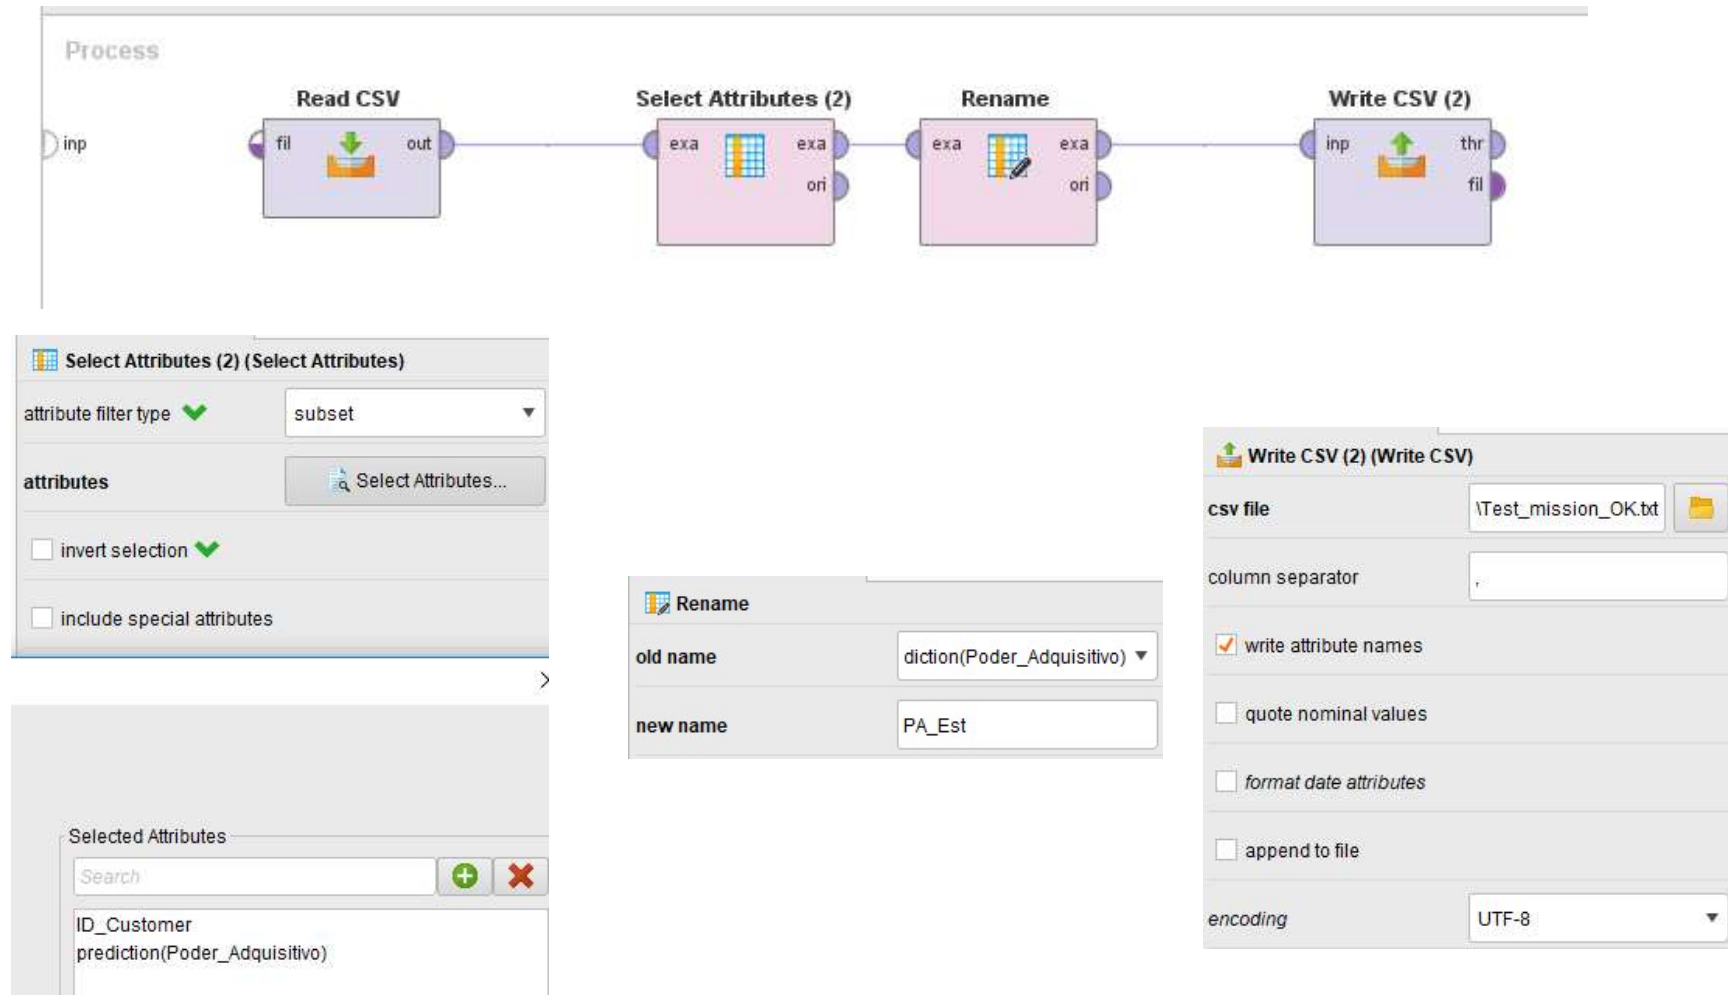 Process
Read CSV
Select Attributes (2)
Rename
Write CSV (2)
inp
fil
out
exa
exa
ori
exa
exa
ori
inp
thr
fil
Select Attributes (2) (Select Attributes)
attribute filter type
subset
attributes
Select Attributes...
invert selection
include special attributes
Selected Attributes
Search
ID_Customer
prediction(Poder_Adquisitivo)
Rename
old name
diction(Poder_Adquisitivo)
new name
PA_Est
Write CSV (2) (Write CSV)
csv file
\Test_mission_OK.txt
column separator
,
write attribute names
quote nominal values
format date attributes
append to file
encoding
UTF-8